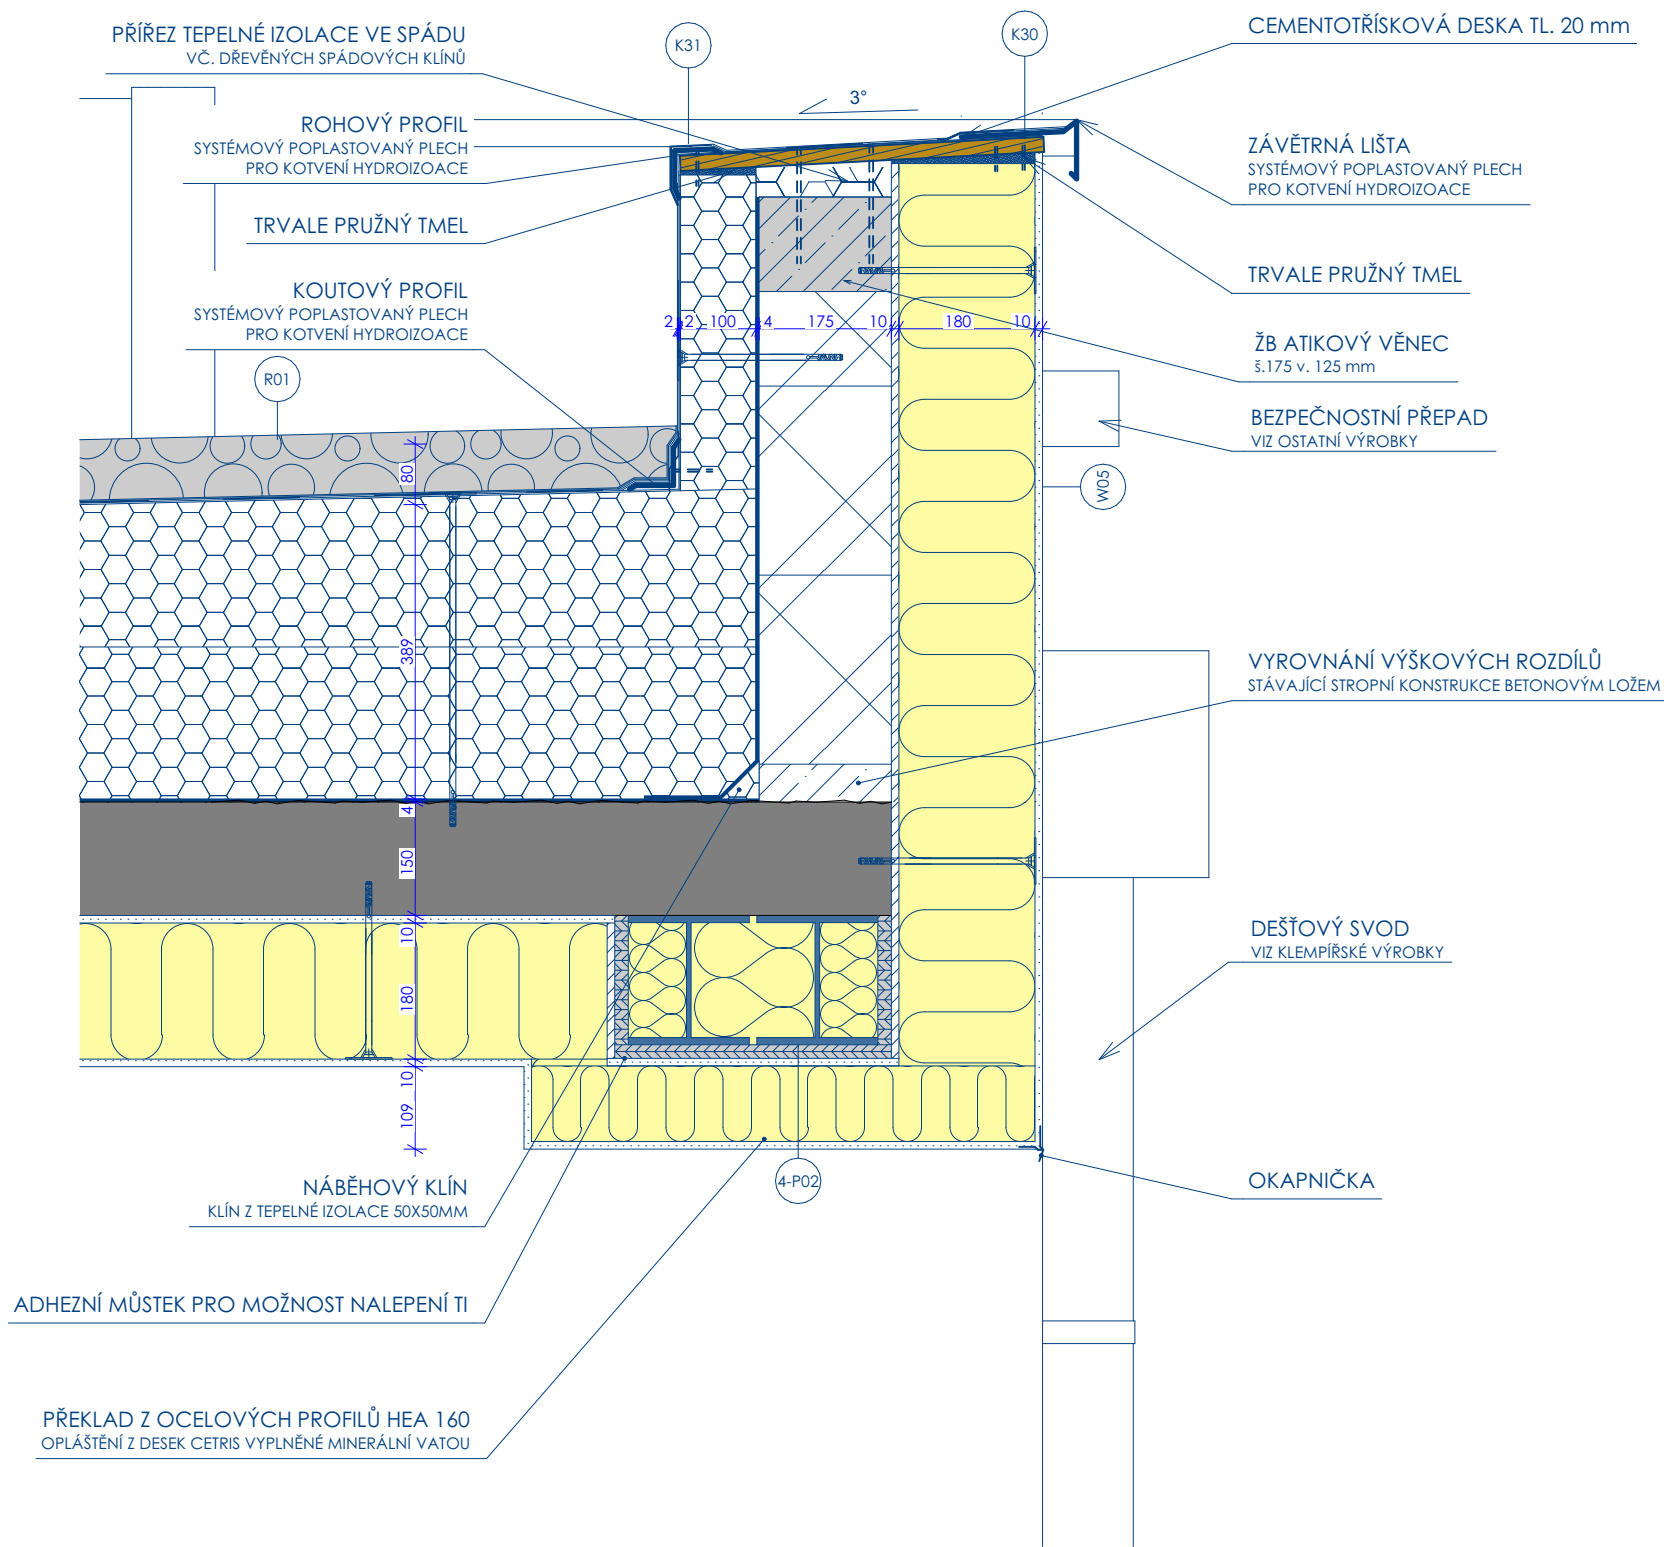 PŘÍŘEZ TEPELNÉ IZOLACE VE SPÁDU
VČ. DŘEVĚNÝCH SPÁDOVÝCH KLÍNŮ
K31
K30
CEMENTOTŘÍSKOVÁ DESKA TL. 20 mm
3°
ROHOVÝ PROFIL
SYSTÉMOVÝ POPLASTOVANÝ PLECH
PRO KOTVENÍ HYDROIZOACE
ZÁVĚTRNÁ LIŠTA
SYSTÉMOVÝ POPLASTOVANÝ PLECH
PRO KOTVENÍ HYDROIZOACE
TRVALE PRUŽNÝ TMEL
TRVALE PRUŽNÝ TMEL
KOUTOVÝ PROFIL
SYSTÉMOVÝ POPLASTOVANÝ PLECH
PRO KOTVENÍ HYDROIZOACE
2 2 100 4 175 10 180 10
ŽB ATIKOVÝ VĚNEC
š.175 v. 125 mm
R01
BEZPEČNOSTNÍ PŘEPAD
VIZ OSTATNÍ VÝROBKY
W05
80
389
4
150
10
180
10
109
VYROVNÁNÍ VÝŠKOVÝCH ROZDÍLŮ
STÁVAJÍCÍ STROPNÍ KONSTRUKCE BETONOVÝM LOŽEM
DEŠŤOVÝ SVOD
VIZ KLEMPÍŘSKÉ VÝROBKY
OKAPNIČKA
4-P02
NÁBĚHOVÝ KLÍN
KLÍN Z TEPELNÉ IZOLACE 50X50MM
ADHEZNÍ MŮSTEK PRO MOŽNOST NALEPENÍ TI
PŘEKLAD Z OCELOVÝCH PROFILŮ HEA 160
OPLÁŠTĚNÍ Z DESEK CETRIS VYPLNĚNÉ MINERÁLNÍ VATOU